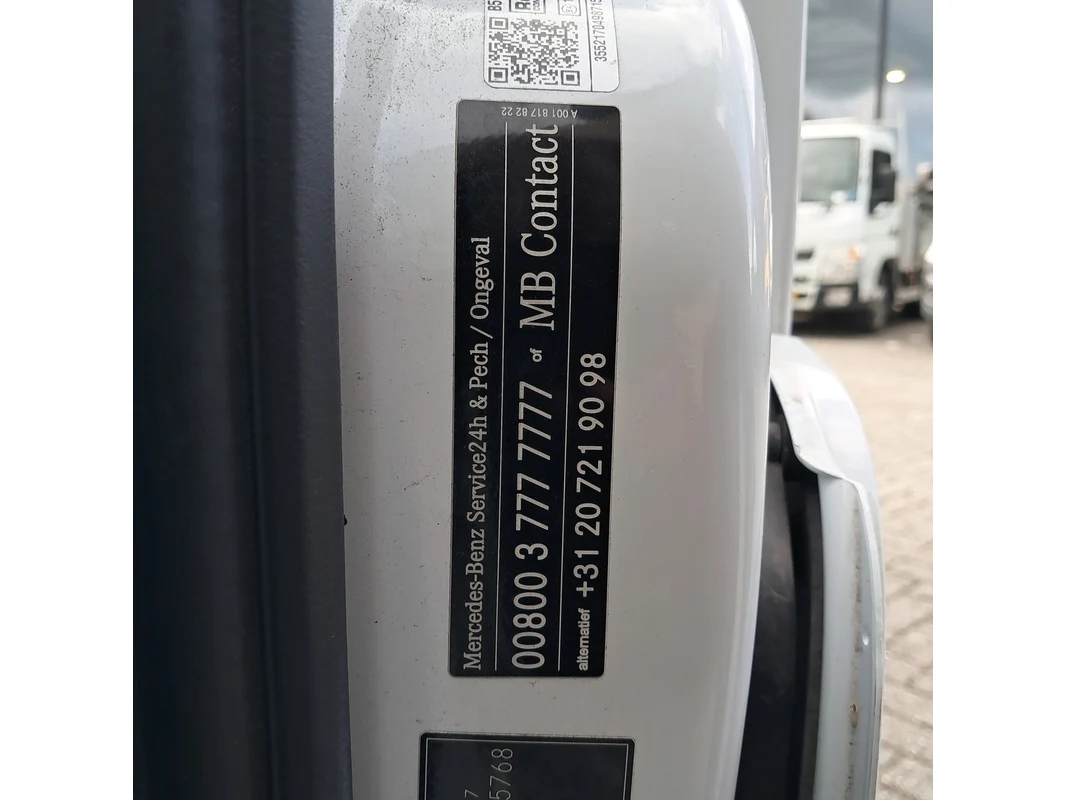 3552170498715
A 001 817 82 22
Mercedes-Benz Service24h & Pech / Ongeval
00800 3 777 7777 of MB Contact
alternatief +31 20 721 90 98
5768